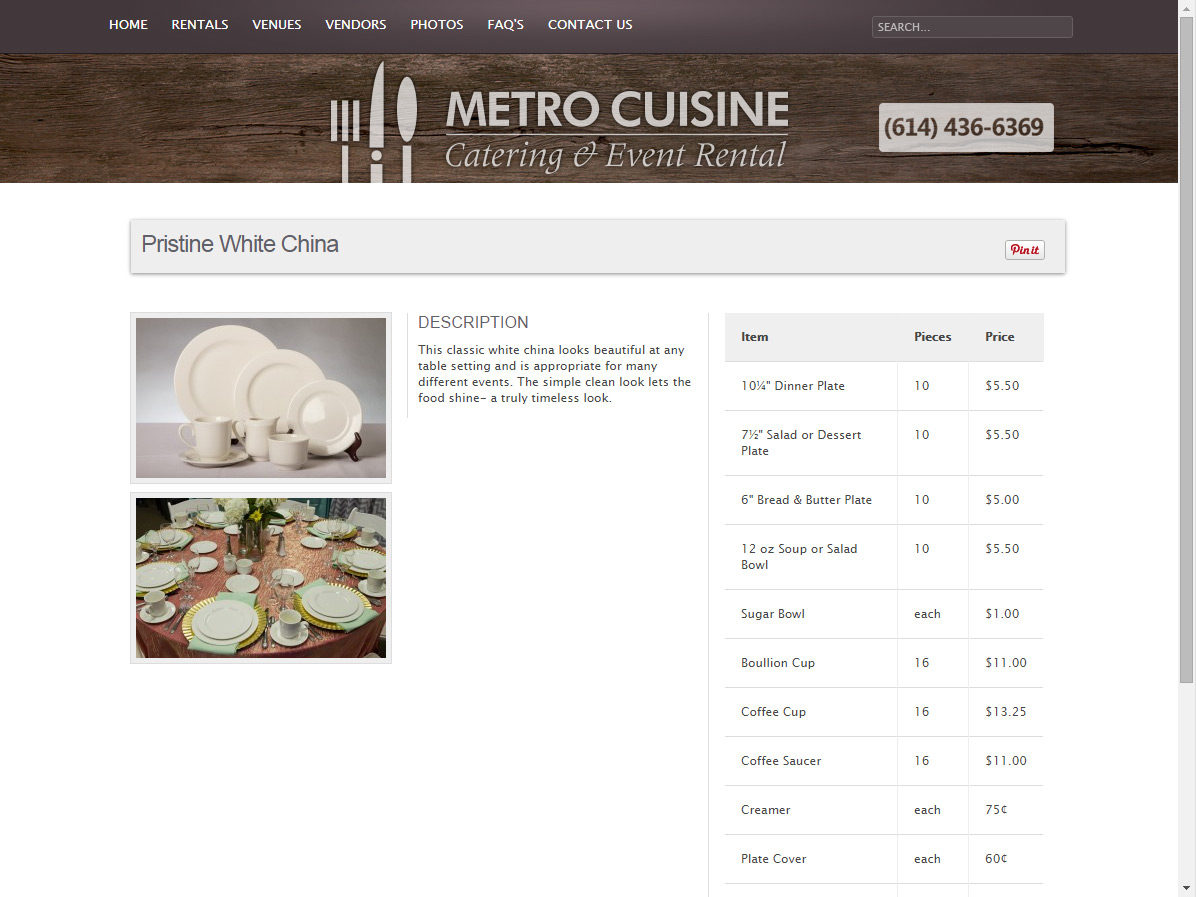 HOME RENTALS VENUES VENDORS PHOTOS FAQ'S CONTACT US SEARCH...
METRO CUISINE
Catering & Event Rental
(614) 436-6369
Pristine White China
Pin it
DESCRIPTION
This classic white china looks beautiful at any
table setting and is appropriate for many
different events. The simple clean look lets the
food shine– a truly timeless look.
Item Pieces Price
10¼" Dinner Plate 10 $5.50
7½" Salad or Dessert 10 $5.50
Plate
6" Bread & Butter Plate 10 $5.00
12 oz Soup or Salad 10 $5.50
Bowl
Sugar Bowl each $1.00
Boullion Cup 16 $11.00
Coffee Cup 16 $13.25
Coffee Saucer 16 $11.00
Creamer each 75¢
Plate Cover each 60¢